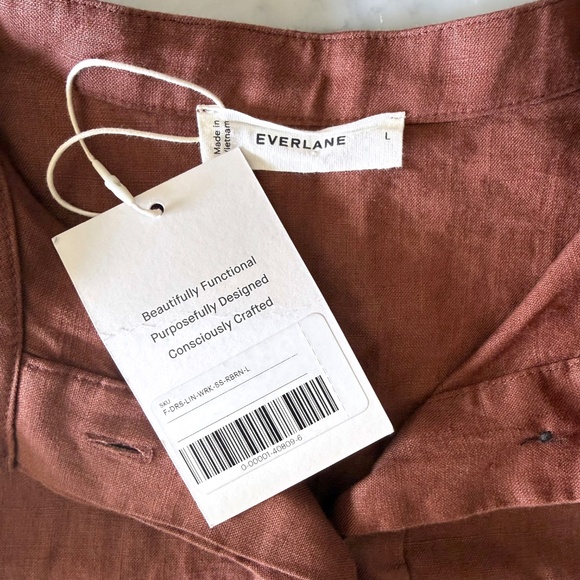 Made in
Vietnam
EVERLANE
L
Beautifully Functional
Purposefully Designed
Consciously Crafted
SKU
F-DRS-LIN-WRK-SS-RBRN-L
0-00001-40809-6